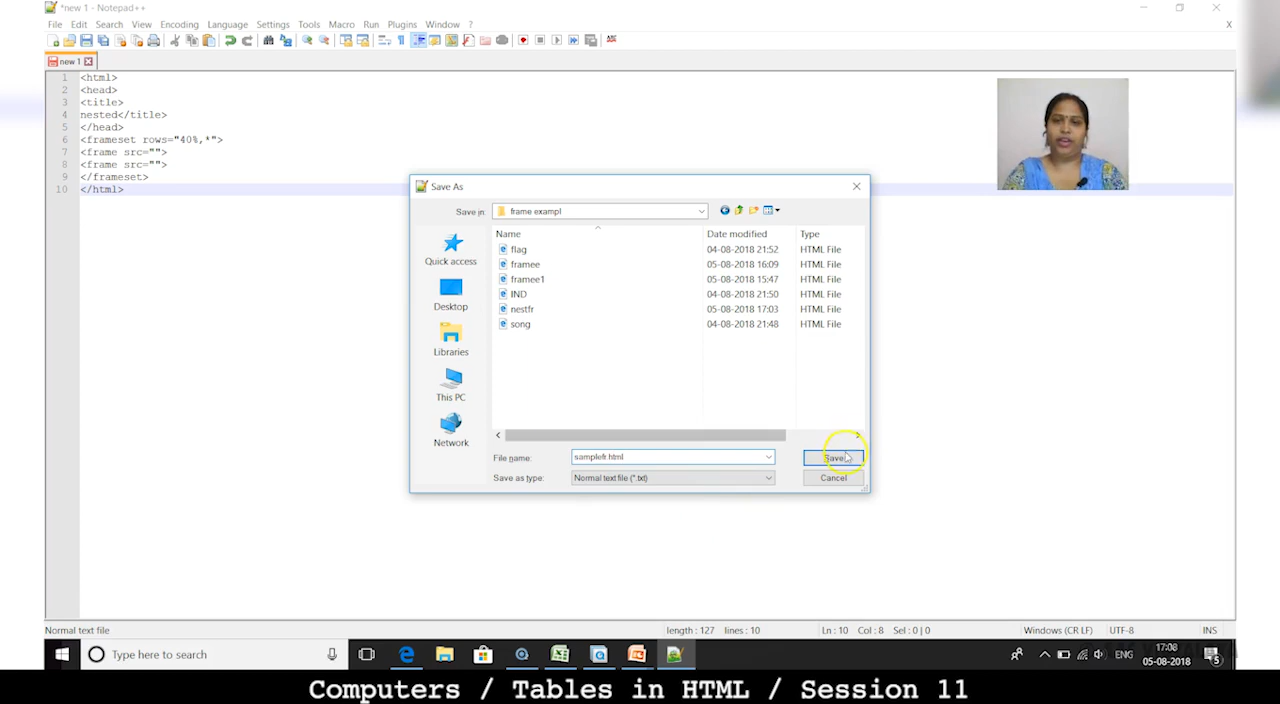 *new 1 - Notepad++
File Edit Search View Encoding Language Settings Tools Macro Run Plugins Window ? X
new 1
1 <html>
2 <head>
3 <title>
4 nested</title>
5 </head>
6 <frameset rows="40%,*">
7 <frame src="">
8 <frame src="">
9 </frameset>
10 </html>
Save As
Save in: frame exampl
Name Date modified Type
flag 04-08-2018 21:52 HTML File
framee 05-08-2018 16:09 HTML File
framee1 05-08-2018 15:47 HTML File
IND 04-08-2018 21:50 HTML File
nestfr 05-08-2018 17:03 HTML File
song 04-08-2018 21:48 HTML File
Quick access
Desktop
Libraries
This PC
Network
File name: samplefr.html Save
Save as type: Normal text file (*.txt) Cancel
Normal text file length : 127 lines : 10 Ln : 10 Col : 8 Sel : 0 | 0 Windows (CR LF) UTF-8 INS
Type here to search ENG 17:08
05-08-2018 5
Computers / Tables in HTML / Session 11